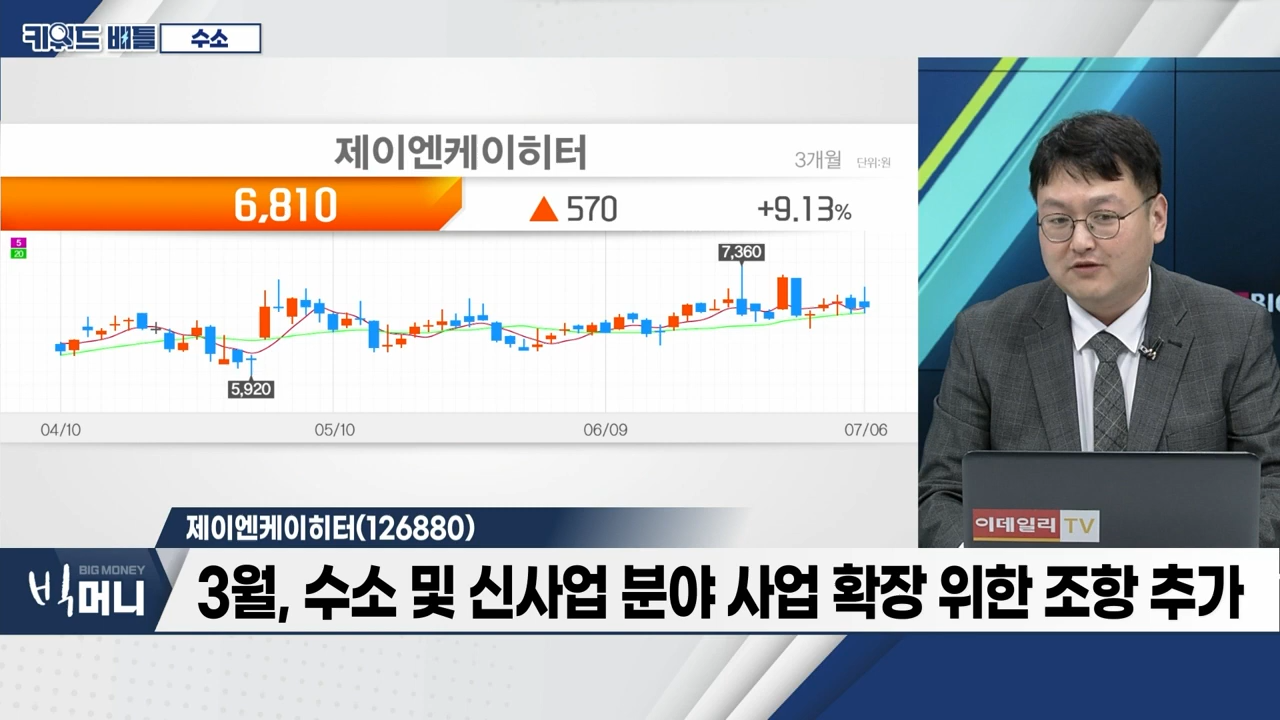 키워드 배틀 수소
제이엔케이히터
3개월 단위:원
6,810 ▲ 570 +9.13%
5
20
7,360
5,920
04/10 05/10 06/09 07/06
BIG
이데일리 TV
제이엔케이히터(126880)
BIG MONEY
빅머니
3월, 수소 및 신사업 분야 사업 확장 위한 조항 추가